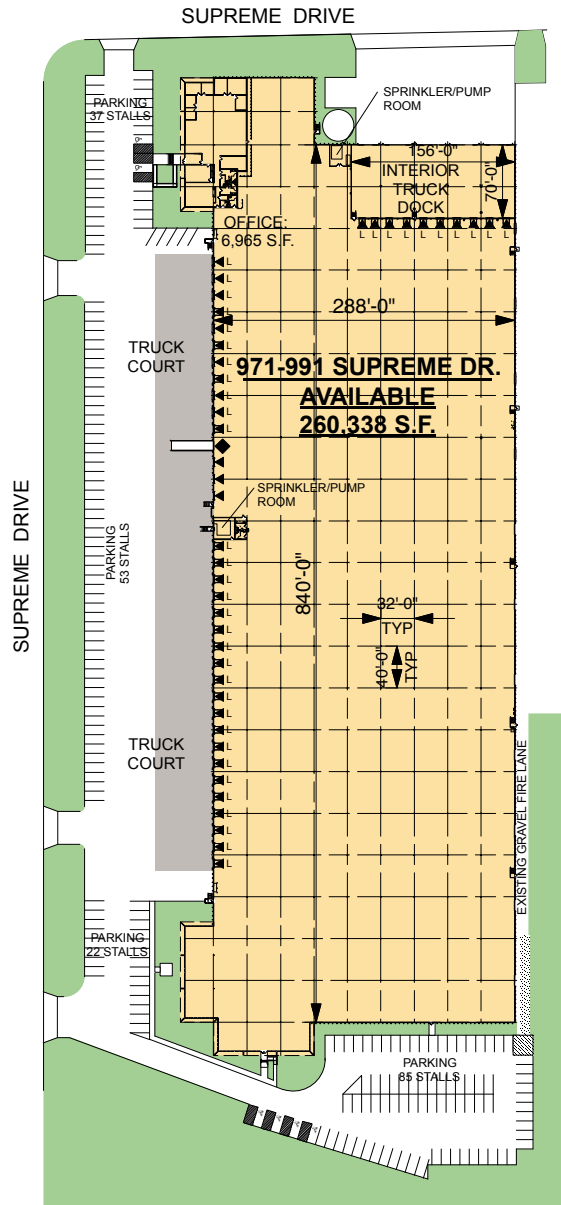 SUPREME DRIVE
PARKING
37 STALLS
SPRINKLER/PUMP
ROOM
156'-0"
INTERIOR
TRUCK
DOCK
70'-0"
L L L L L L L L L L
OFFICE:
6,965 S.F.
TRUCK
COURT
288'-0"
971-991 SUPREME DR.
AVAILABLE
260,338 S.F.
SPRINKLER/PUMP
ROOM
SUPREME DRIVE
PARKING
53 STALLS
840'-0"
32'-0"
TYP
40'-0"
TYP
TRUCK
COURT
EXISTING GRAVEL FIRE LANE
PARKING
22 STALLS
PARKING
85 STALLS